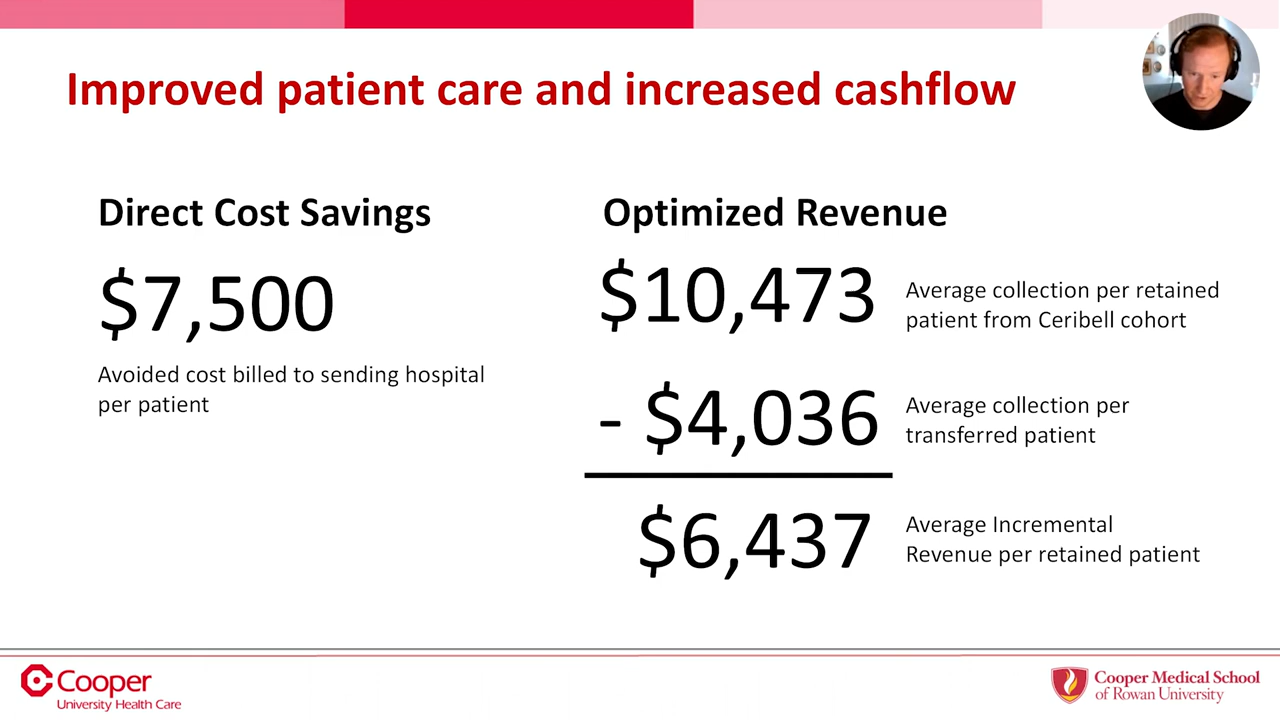 Improved patient care and increased cashflow
Direct Cost Savings
$7,500
Avoided cost billed to sending hospital
per patient
Optimized Revenue
$10,473
Average collection per retained
patient from Ceribell cohort
- $4,036
Average collection per
transferred patient
$6,437
Average Incremental
Revenue per retained patient
Cooper
University Health Care
Cooper Medical School
of Rowan University